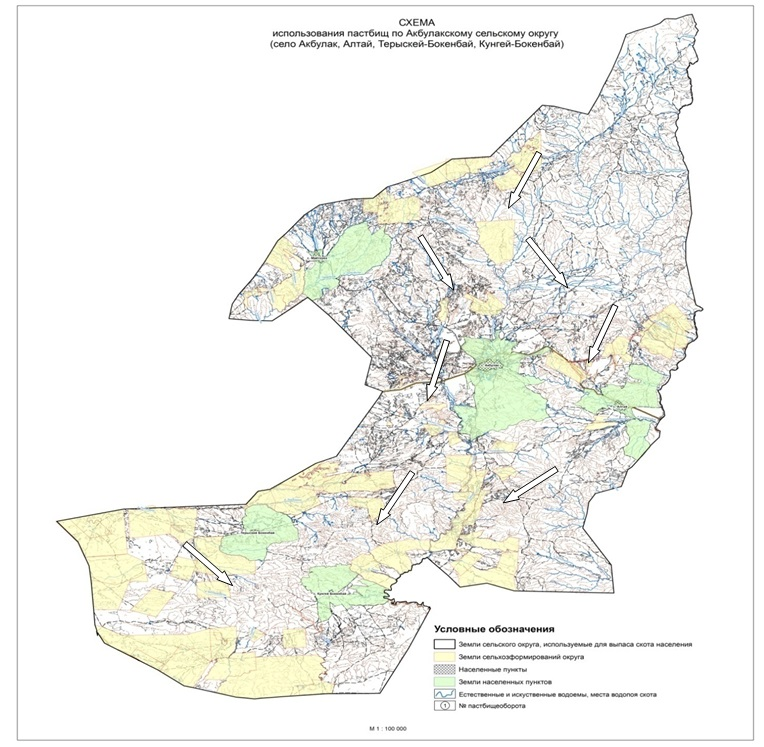 СХЕМА
использования пастбищ по Акбулакскому сельскому округу
(село Акбулак, Алтай, Терыскей-Бокенбай, Кунгей-Бокенбай)
Условные обозначения
Земли сельского округа, используемые для выпаса скота населения
Земли сельхозформирований округа
Населенные пункты
Земли населенных пунктов
Естественные и искуственные водоемы, места водопоя скота
1 № пастбищеоборота
М 1 : 100 000